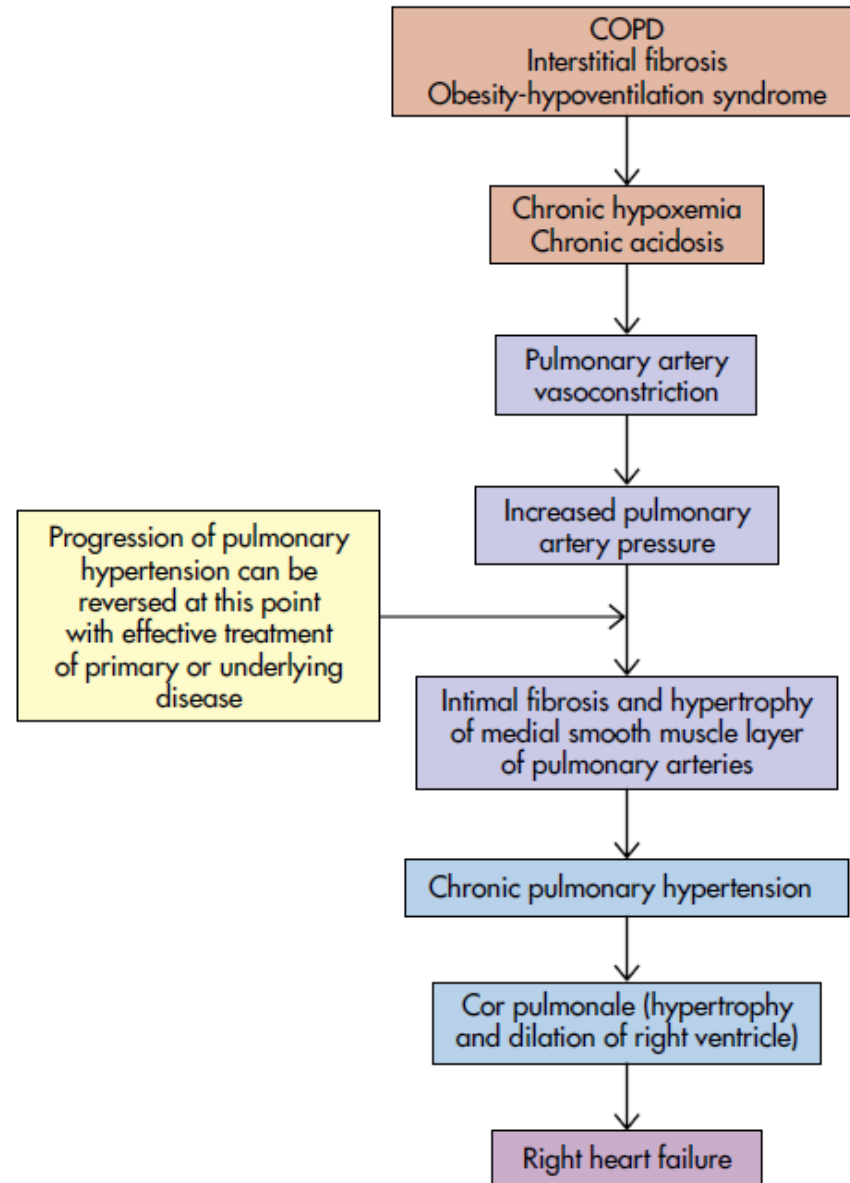 COPD
Interstitial fibrosis
Obesity-hypoventilation syndrome
Chronic hypoxemia
Chronic acidosis
Pulmonary artery
vasoconstriction
Increased pulmonary
artery pressure
Progression of pulmonary
hypertension can be
reversed at this point
with effective treatment
of primary or underlying
disease
Intimal fibrosis and hypertrophy
of medial smooth muscle layer
of pulmonary arteries
Chronic pulmonary hypertension
Cor pulmonale (hypertrophy
and dilation of right ventricle)
Right heart failure